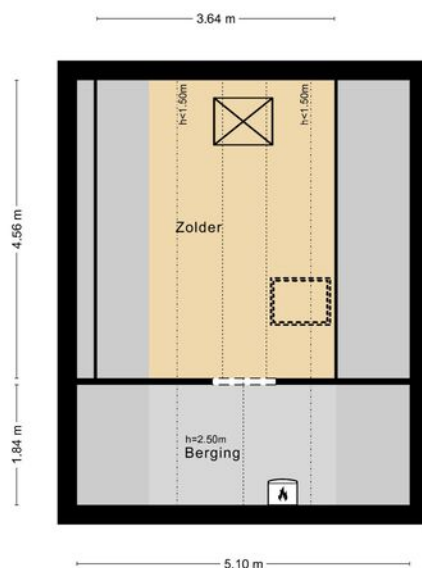 3.64 m
h<1.50m
h<1.50m
4.56 m
Zolder
1.84 m
h=2.50m
Berging
5.10 m